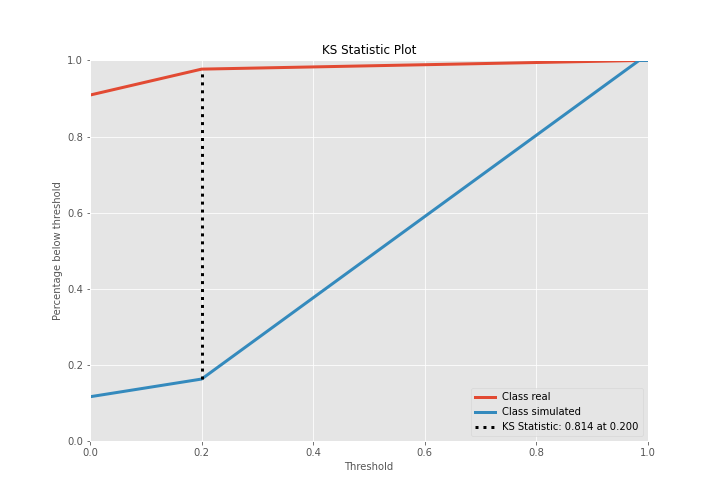 KS Statistic Plot
1.0
0.8
0.6
0.4
0.2
0.0
Percentage below threshold
0.0 0.2 0.4 0.6 0.8 1.0
Threshold
Class real
Class simulated
KS Statistic: 0.814 at 0.200